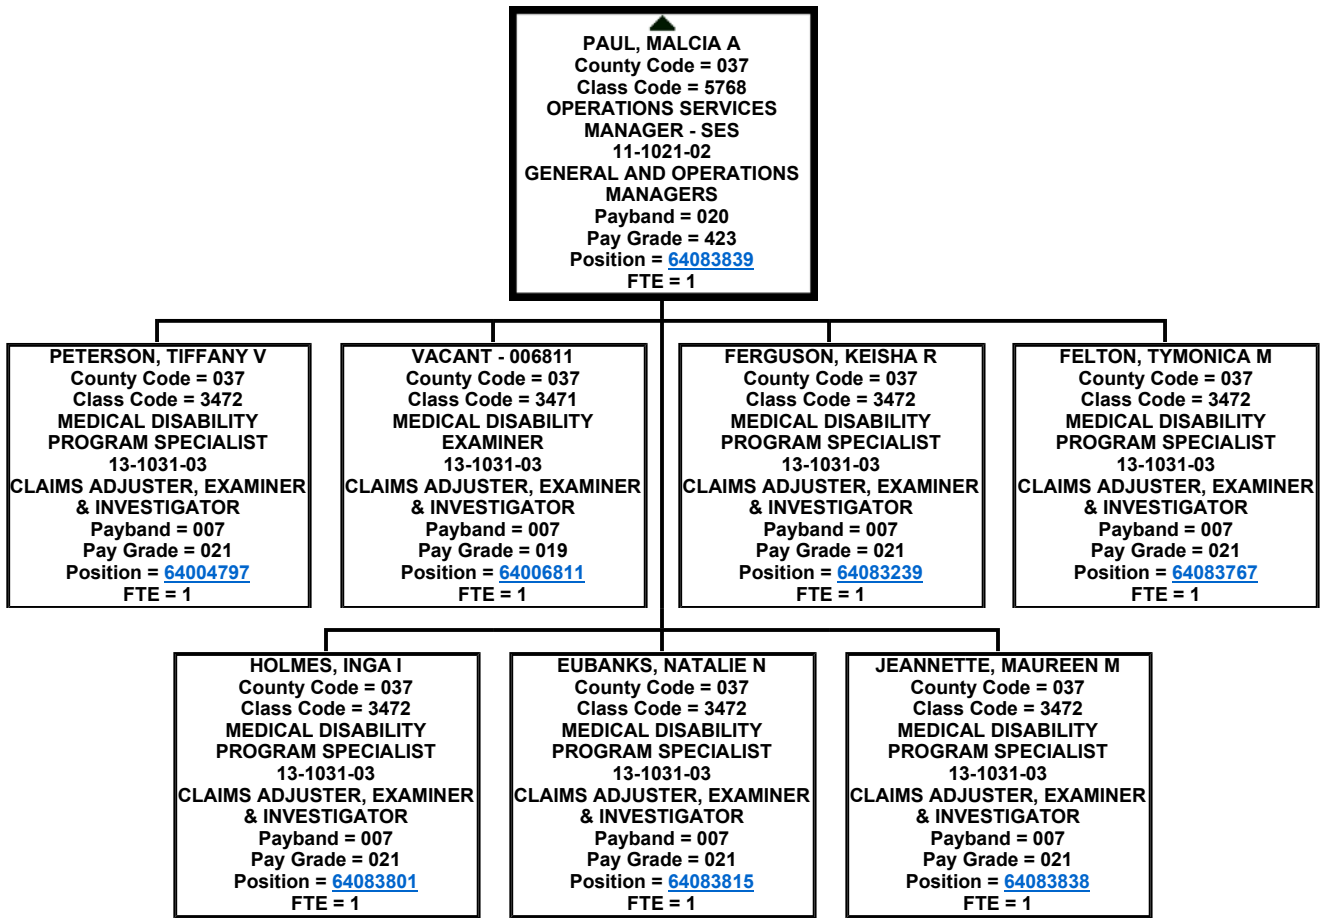 PAUL, MALCIA A
County Code = 037
Class Code = 5768
OPERATIONS SERVICES
MANAGER - SES
11-1021-02
GENERAL AND OPERATIONS
MANAGERS
Payband = 020
Pay Grade = 423
Position = 64083839
FTE = 1
PETERSON, TIFFANY V
County Code = 037
Class Code = 3472
MEDICAL DISABILITY
PROGRAM SPECIALIST
13-1031-03
CLAIMS ADJUSTER, EXAMINER
& INVESTIGATOR
Payband = 007
Pay Grade = 021
Position = 64004797
FTE = 1
VACANT - 006811
County Code = 037
Class Code = 3471
MEDICAL DISABILITY
EXAMINER
13-1031-03
CLAIMS ADJUSTER, EXAMINER
& INVESTIGATOR
Payband = 007
Pay Grade = 019
Position = 64006811
FTE = 1
FERGUSON, KEISHA R
County Code = 037
Class Code = 3472
MEDICAL DISABILITY
PROGRAM SPECIALIST
13-1031-03
CLAIMS ADJUSTER, EXAMINER
& INVESTIGATOR
Payband = 007
Pay Grade = 021
Position = 64083239
FTE = 1
FELTON, TYMONICA M
County Code = 037
Class Code = 3472
MEDICAL DISABILITY
PROGRAM SPECIALIST
13-1031-03
CLAIMS ADJUSTER, EXAMINER
& INVESTIGATOR
Payband = 007
Pay Grade = 021
Position = 64083767
FTE = 1
HOLMES, INGA I
County Code = 037
Class Code = 3472
MEDICAL DISABILITY
PROGRAM SPECIALIST
13-1031-03
CLAIMS ADJUSTER, EXAMINER
& INVESTIGATOR
Payband = 007
Pay Grade = 021
Position = 64083801
FTE = 1
EUBANKS, NATALIE N
County Code = 037
Class Code = 3472
MEDICAL DISABILITY
PROGRAM SPECIALIST
13-1031-03
CLAIMS ADJUSTER, EXAMINER
& INVESTIGATOR
Payband = 007
Pay Grade = 021
Position = 64083815
FTE = 1
JEANNETTE, MAUREEN M
County Code = 037
Class Code = 3472
MEDICAL DISABILITY
PROGRAM SPECIALIST
13-1031-03
CLAIMS ADJUSTER, EXAMINER
& INVESTIGATOR
Payband = 007
Pay Grade = 021
Position = 64083838
FTE = 1